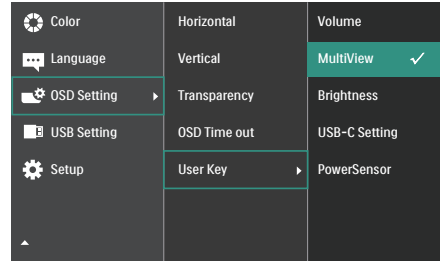 Color
Language
OSD Setting
USB Setting
Setup
Horizontal
Vertical
Transparency
OSD Time out
User Key
Volume
MultiView
Brightness
USB-C Setting
PowerSensor